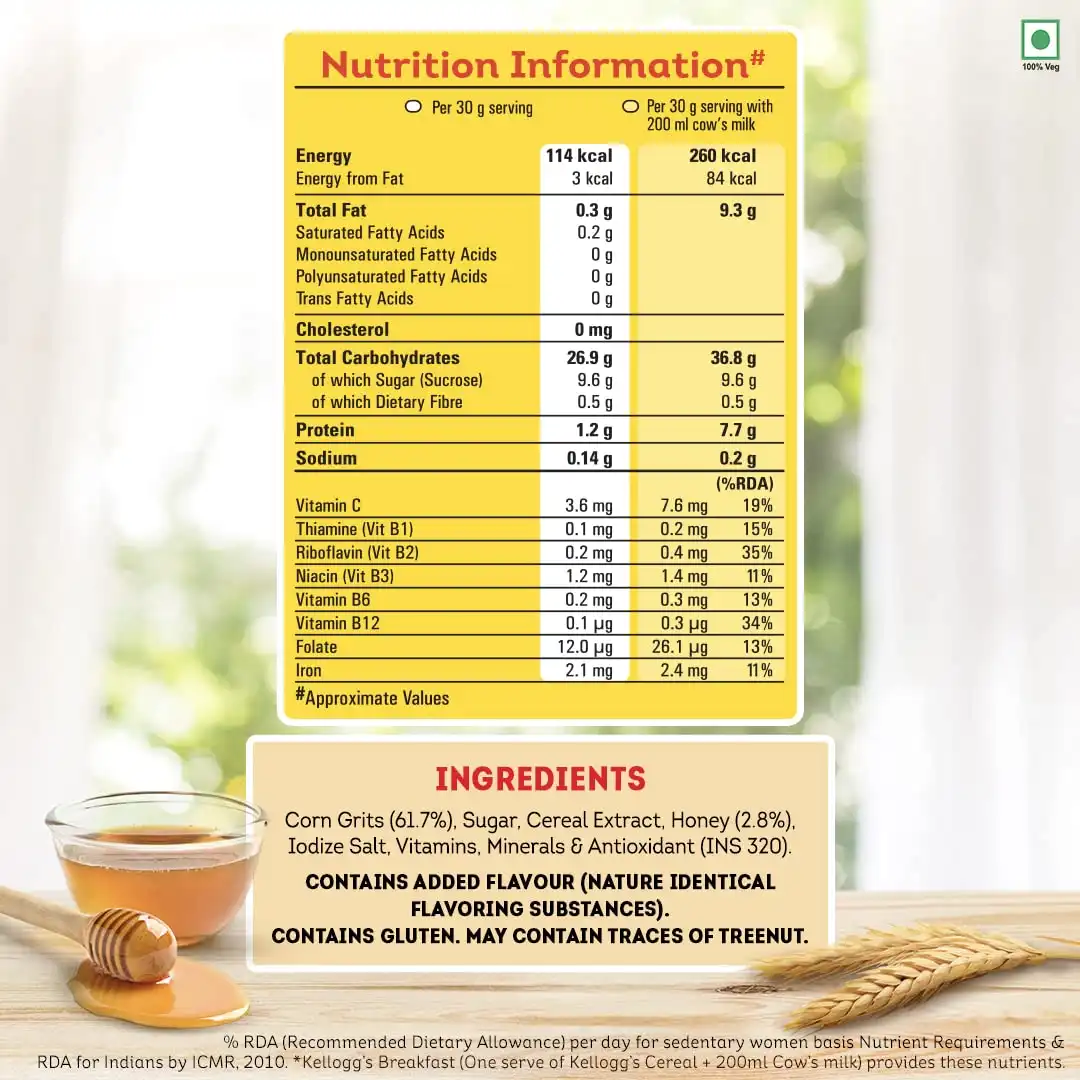 Nutrition Information#
100% Veg
Per 30 g serving
Per 30 g serving with
200 ml cow's milk
Energy 114 kcal 260 kcal
Energy from Fat 3 kcal 84 kcal
Total Fat 0.3 g 9.3 g
Saturated Fatty Acids 0.2 g
Monounsaturated Fatty Acids 0 g
Polyunsaturated Fatty Acids 0 g
Trans Fatty Acids 0 g
Cholesterol 0 mg
Total Carbohydrates 26.9 g 36.8 g
of which Sugar (Sucrose) 9.6 g 9.6 g
of which Dietary Fibre 0.5 g 0.5 g
Protein 1.2 g 7.7 g
Sodium 0.14 g 0.2 g
(%RDA)
Vitamin C 3.6 mg 7.6 mg 19%
Thiamine (Vit B1) 0.1 mg 0.2 mg 15%
Riboflavin (Vit B2) 0.2 mg 0.4 mg 35%
Niacin (Vit B3) 1.2 mg 1.4 mg 11%
Vitamin B6 0.2 mg 0.3 mg 13%
Vitamin B12 0.1 µg 0.3 µg 34%
Folate 12.0 µg 26.1 µg 13%
Iron 2.1 mg 2.4 mg 11%
#Approximate Values
INGREDIENTS
Corn Grits (61.7%), Sugar, Cereal Extract, Honey (2.8%),
Iodize Salt, Vitamins, Minerals & Antioxidant (INS 320).
CONTAINS ADDED FLAVOUR (NATURE IDENTICAL
FLAVORING SUBSTANCES).
CONTAINS GLUTEN. MAY CONTAIN TRACES OF TREENUT.
% RDA (Recommended Dietary Allowance) per day for sedentary women basis Nutrient Requirements &
RDA for Indians by ICMR, 2010. *Kellogg's Breakfast (One serve of Kellogg's Cereal + 200ml Cow's milk) provides these nutrients.